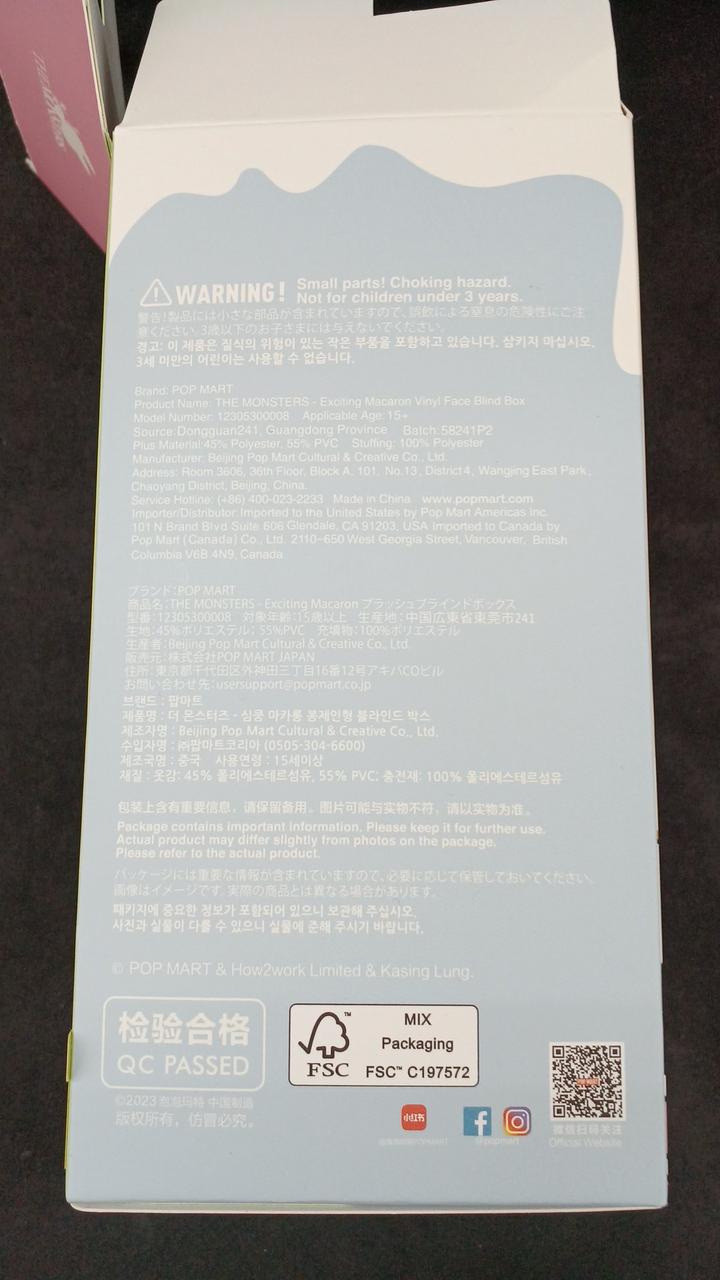 WARNING!
Small parts! Choking hazard.
Not for children under 3 years.
警告!製品には小さな部品が含まれていますので、誤飲による窒息の危険性にご注
意ください。3歳以下のお子さまには与えないでください。
경고: 이 제품은 질식의 위험이 있는 작은 부품을 포함하고 있습니다. 삼키지 마십시오.
3세 미만의 어린이는 사용할 수 없습니다.
Brand: POP MART
Product Name: THE MONSTERS - Exciting Macaron Vinyl Face Blind Box
Model Number: 12305300008 Applicable Age: 15+
Source:Dongguan241, Guangdong Province Batch:58241P2
Plus Material:45% Polyester, 55% PVC Stuffing: 100% Polyester
Manufacturer: Beijing Pop Mart Cultural & Creative Co., Ltd.
Address: Room 3606, 36th Floor, Block A, 101, No.13, District 4, Wangjing East Park,
Chaoyang District, Beijing, China.
Service Hotline: (+86) 400-023-2233 Made in China www.popmart.com
Importer/Distributor: Imported to the United States by Pop Mart Americas Inc.
101 N Brand Blvd Suite 606 Glendale, CA 91203, USA Imported to Canada by
Pop Mart (Canada) Co., Ltd. 2110-650 West Georgia Street, Vancouver, British
Columbia V6B 4N9, Canada
ブランド:POP MART
商品名:THE MONSTERS - Exciting Macaron プラッシュブラインドボックス
型番:12305300008 対象年齢:15歳以上 生産地:中国広東省東莞市241
生地:45%ポリエステル; 55%PVC 充填物:100%ポリエステル
生産者:Beijing Pop Mart Cultural & Creative Co., Ltd.
販売元:株式会社POP MART JAPAN
住所:東京都千代田区外神田三丁目16番12号アキバCOビル
お問い合わせ先:usersupport@popmart.co.jp
브랜드 : 팝마트
제품명 : 더 몬스터즈 - 심쿵 마카롱 봉제인형 블라인드 박스
제조자명 : Beijing Pop Mart Cultural & Creative Co., Ltd.
수입자명 : ㈜팝마트코리아 (0505-304-6600)
제조국명 : 중국 사용연령 : 15세이상
재질 : 옷감: 45% 폴리에스테르섬유, 55% PVC; 충전재: 100% 폴리에스테르섬유
包装上含有重要信息，请保留备用。图片可能与实物不符，请以实物为准。
Package contains important information. Please keep it for further use.
Actual product may differ slightly from photos on the package.
Please refer to the actual product.
パッケージには重要な情報が含まれていますので、必要に応じて保管しておいてください。
画像はイメージです。実際の商品とは異なる場合があります。
패키지에 중요한 정보가 포함되어 있으니 보관해 주십시오.
사진과 실물이 다를 수 있으니 실물에 준해 주시기 바랍니다.
© POP MART & How2work Limited & Kasing Lung.
检验合格
QC PASSED
FSC
MIX
Packaging
FSC™ C197572
©2023 泡泡玛特 中国制造
版权所有，仿冒必究。
小红书
@popmart
微信扫码关注
Official Website